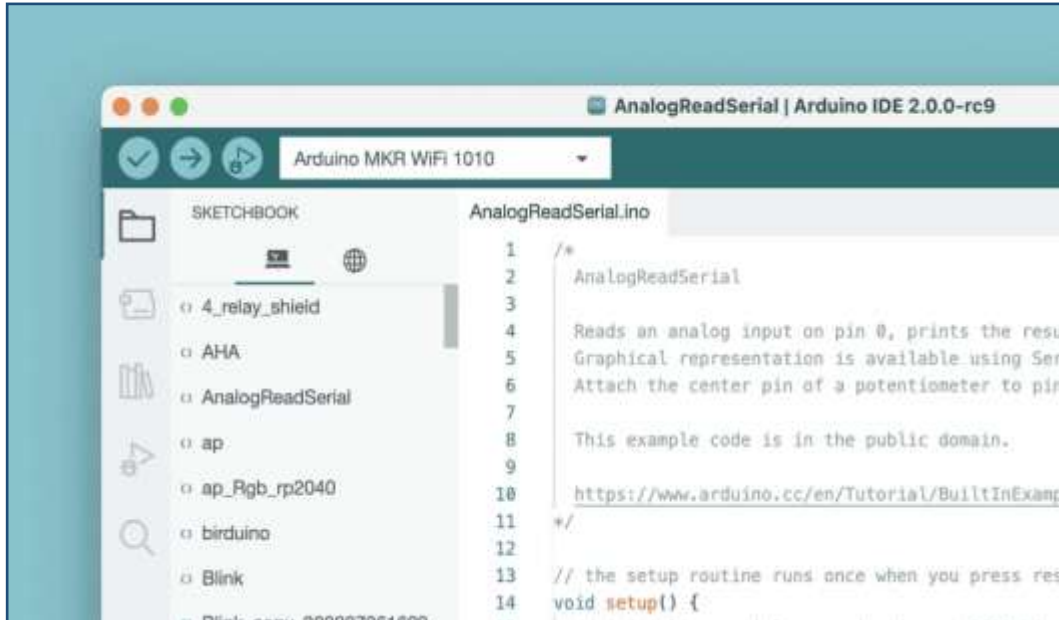 AnalogReadSerial | Arduino IDE 2.0.0-rc9
Arduino MKR WiFi 1010
SKETCHBOOK
4_relay_shield
AHA
AnalogReadSerial
ap
ap_Rgb_rp2040
birduino
Blink
AnalogReadSerial.ino
1 /*
2 AnalogReadSerial
3
4 Reads an analog input on pin 0, prints the resu
5 Graphical representation is available using Ser
6 Attach the center pin of a potentiometer to pin
7
8 This example code is in the public domain.
9
10 https://www.arduino.cc/en/Tutorial/BuiltInExamp
11 */
12
13 // the setup routine runs once when you press res
14 void setup() {